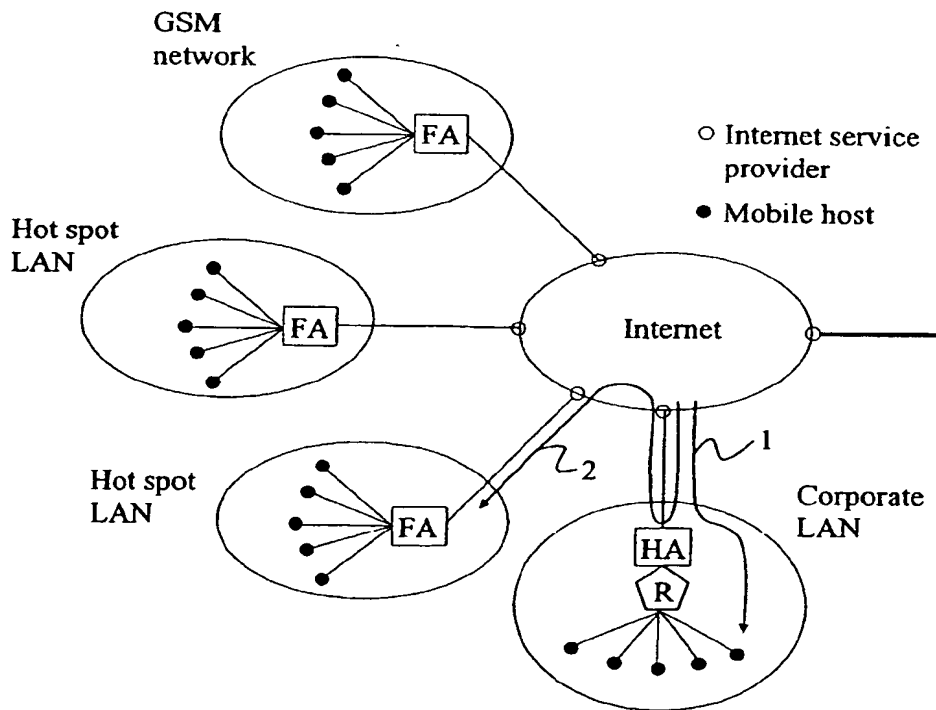 GSM
network
FA
Internet service
provider
Mobile host
Hot spot
LAN
FA
Internet
1
2
Hot spot
LAN
FA
Corporate
LAN
HA
R